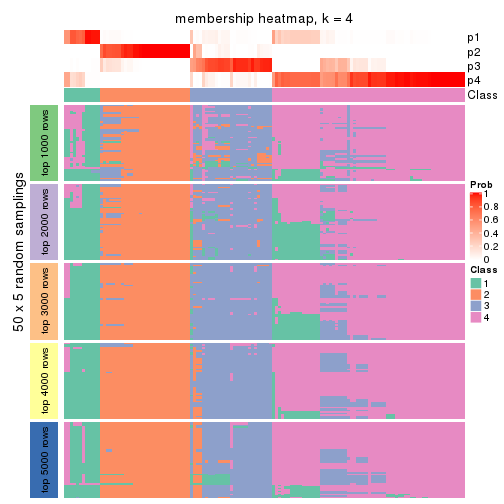 membership heatmap, k = 4
p1
p2
p3
p4
Class
50 x 5 random samplings
top 1000 rows
top 2000 rows
top 3000 rows
top 4000 rows
top 5000 rows
Prob
1
0.8
0.6
0.4
0.2
0
Class
1
2
3
4